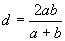 d = 2ab / (a + b)